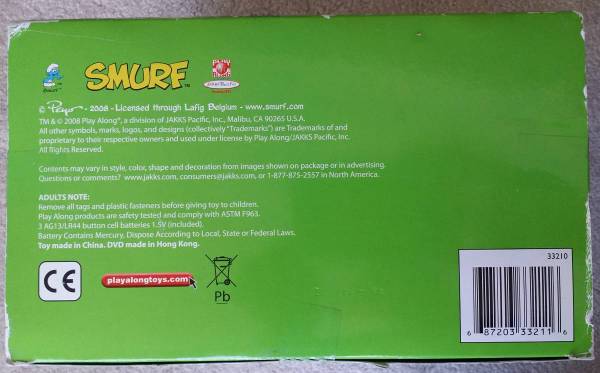 SMURF™
© Peyo - 2008 - Licensed through Lafig Belgium - www.smurf.com
TM & © 2008 Play Along®, a division of JAKKS Pacific, Inc., Malibu, CA 90265 U.S.A.
All other symbols, marks, logos, and designs (collectively "Trademarks") are Trademarks of and
proprietary to their respective owners and used under license by Play Along/JAKKS Pacific, Inc.
All Rights Reserved.
Contents may vary in style, color, shape and decoration from images shown on package or in advertising.
Questions or comments? www.jakks.com, consumers@jakks.com, or 1-877-875-2557 in North America.
ADULTS NOTE:
Remove all tags and plastic fasteners before giving toy to children.
Play Along products are safety tested and comply with ASTM F963.
3 AG13/LR44 button cell batteries 1.5V (included).
Battery Contains Mercury, Dispose According to Local, State or Federal Laws.
Toy made in China. DVD made in Hong Kong.
CE
playalongtoys.com
Pb
33210
6 87203 33211 6